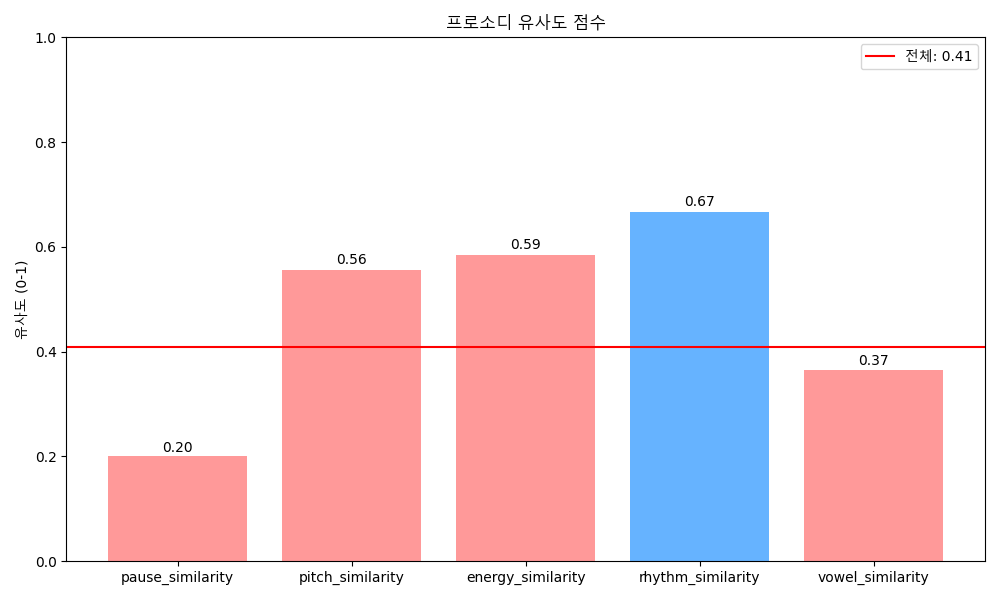 프로소디 유사도 점수
1.0
전체: 0.41
0.8
0.67
0.6
0.59
0.56
유사도 (0-1)
0.4
0.37
0.20
0.2
0.0
pause_similarity pitch_similarity energy_similarity rhythm_similarity vowel_similarity